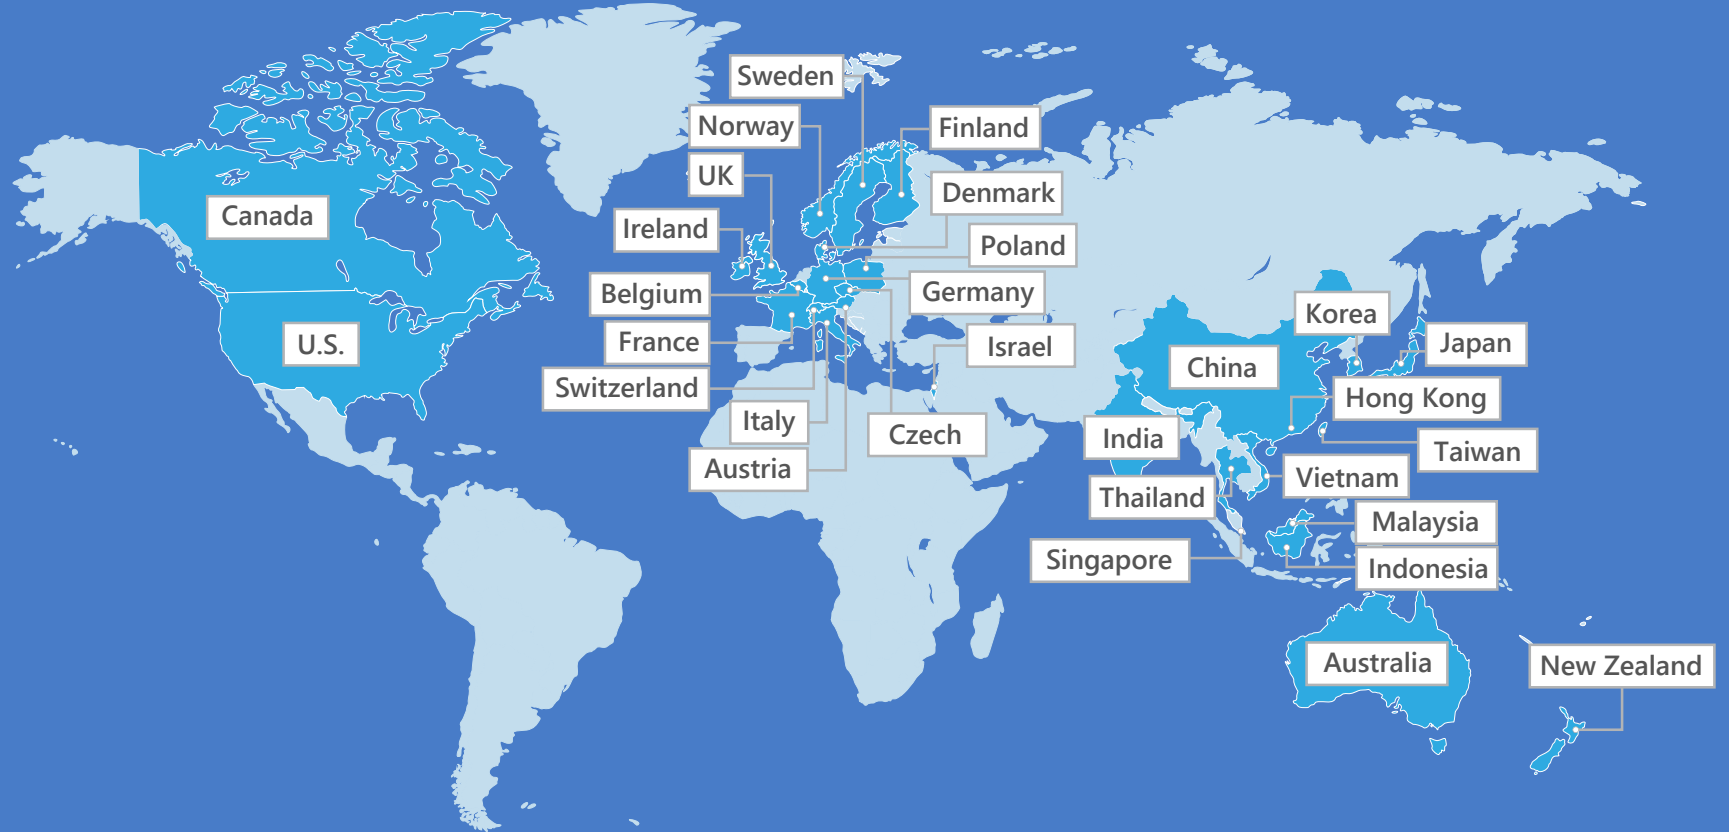 Sweden
Norway
Finland
UK
Denmark
Canada
Ireland
Poland
Belgium
Germany
Korea
U.S.
France
Israel
Japan
China
Switzerland
Hong Kong
Italy
Czech
India
Taiwan
Austria
Vietnam
Thailand
Malaysia
Singapore
Indonesia
Australia
New Zealand